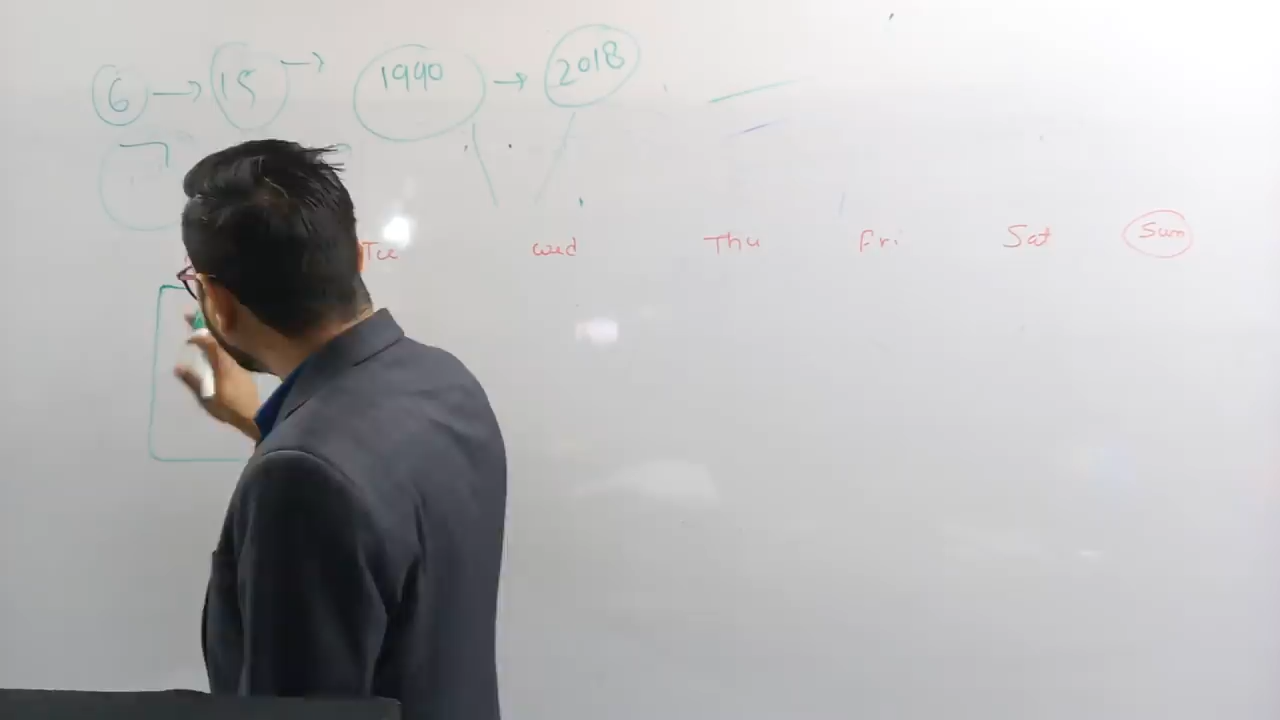 6 → 15 → 1990 → 2018
Tue Wed Thu Fri Sat Sun